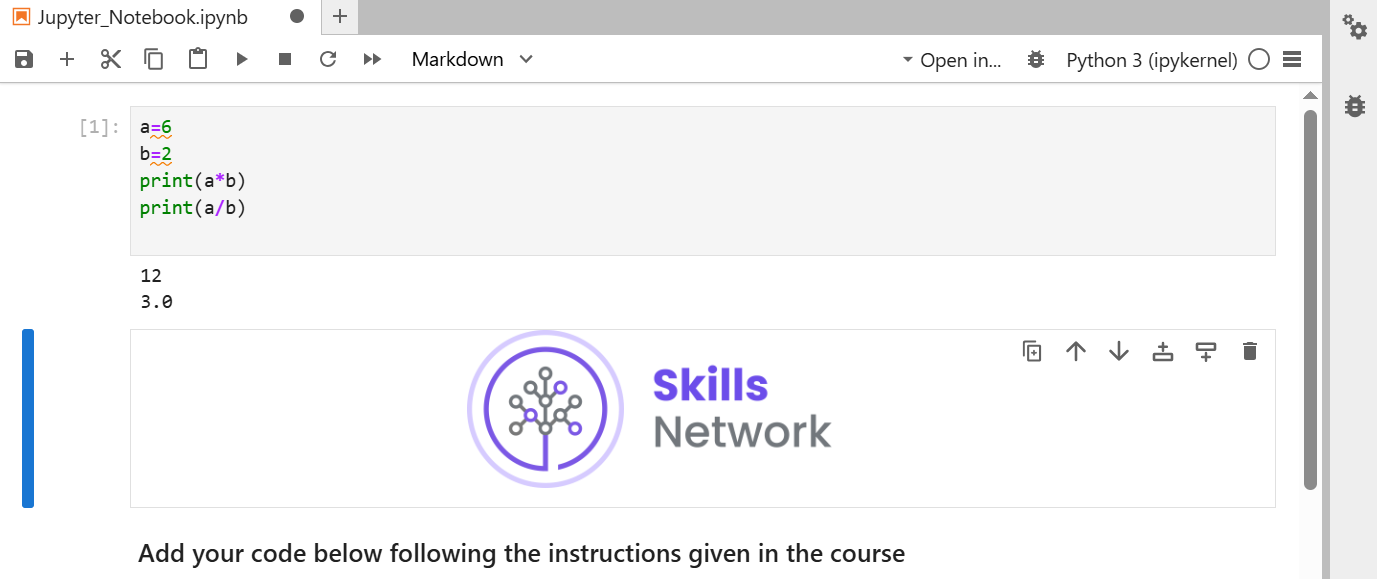 Jupyter_Notebook.ipynb
Markdown
Open in...
Python 3 (ipykernel)
[1]:
a=6
b=2
print(a*b)
print(a/b)
12
3.0
Skills
Network
Add your code below following the instructions given in the course